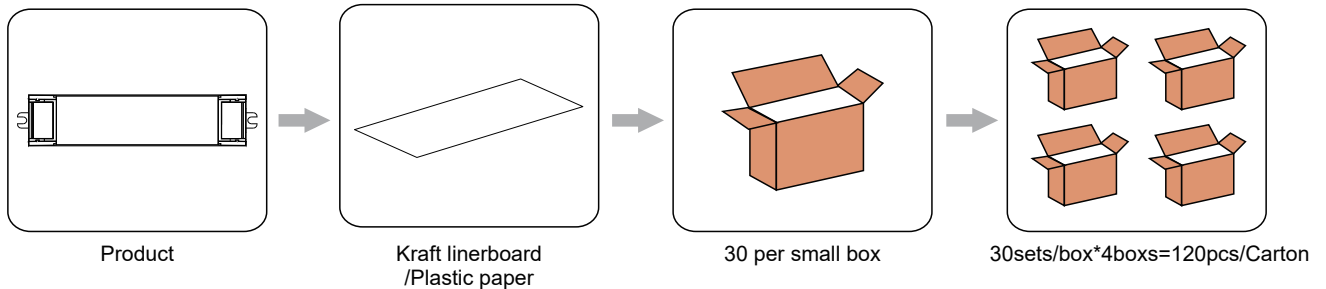 Product
Kraft linerboard
/Plastic paper
30 per small box
30sets/box*4boxs=120pcs/Carton